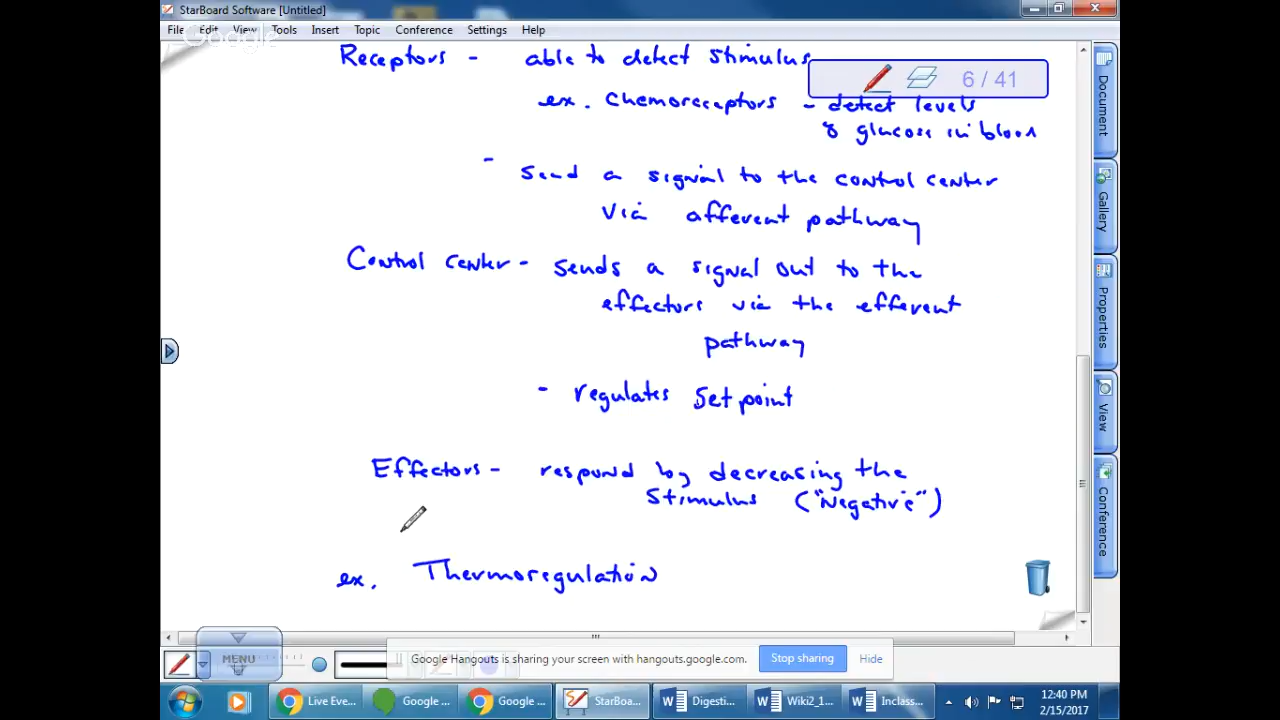 StarBoard Software [Untitled]
File Edit View Tools Insert Topic Conference Settings Help
Google
Receptors - able to detect stimulus
6 / 41
ex. Chemoreceptors - detect levels
of glucose in blood
- Send a signal to the control center
via afferent pathway
Control center - Sends a signal out to the
effectors via the efferent
pathway
- regulates set point
Effectors - respond by decreasing the
Stimulus ("Negative")
ex. Thermoregulation
Document
Gallery
Properties
View
Conference
MENU
Google Hangouts is sharing your screen with hangouts.google.com. Stop sharing Hide
Live Eve... Google ... Google ... StarBoa... Digesti... Wiki2_1... Inclass...
12:40 PM
2/15/2017